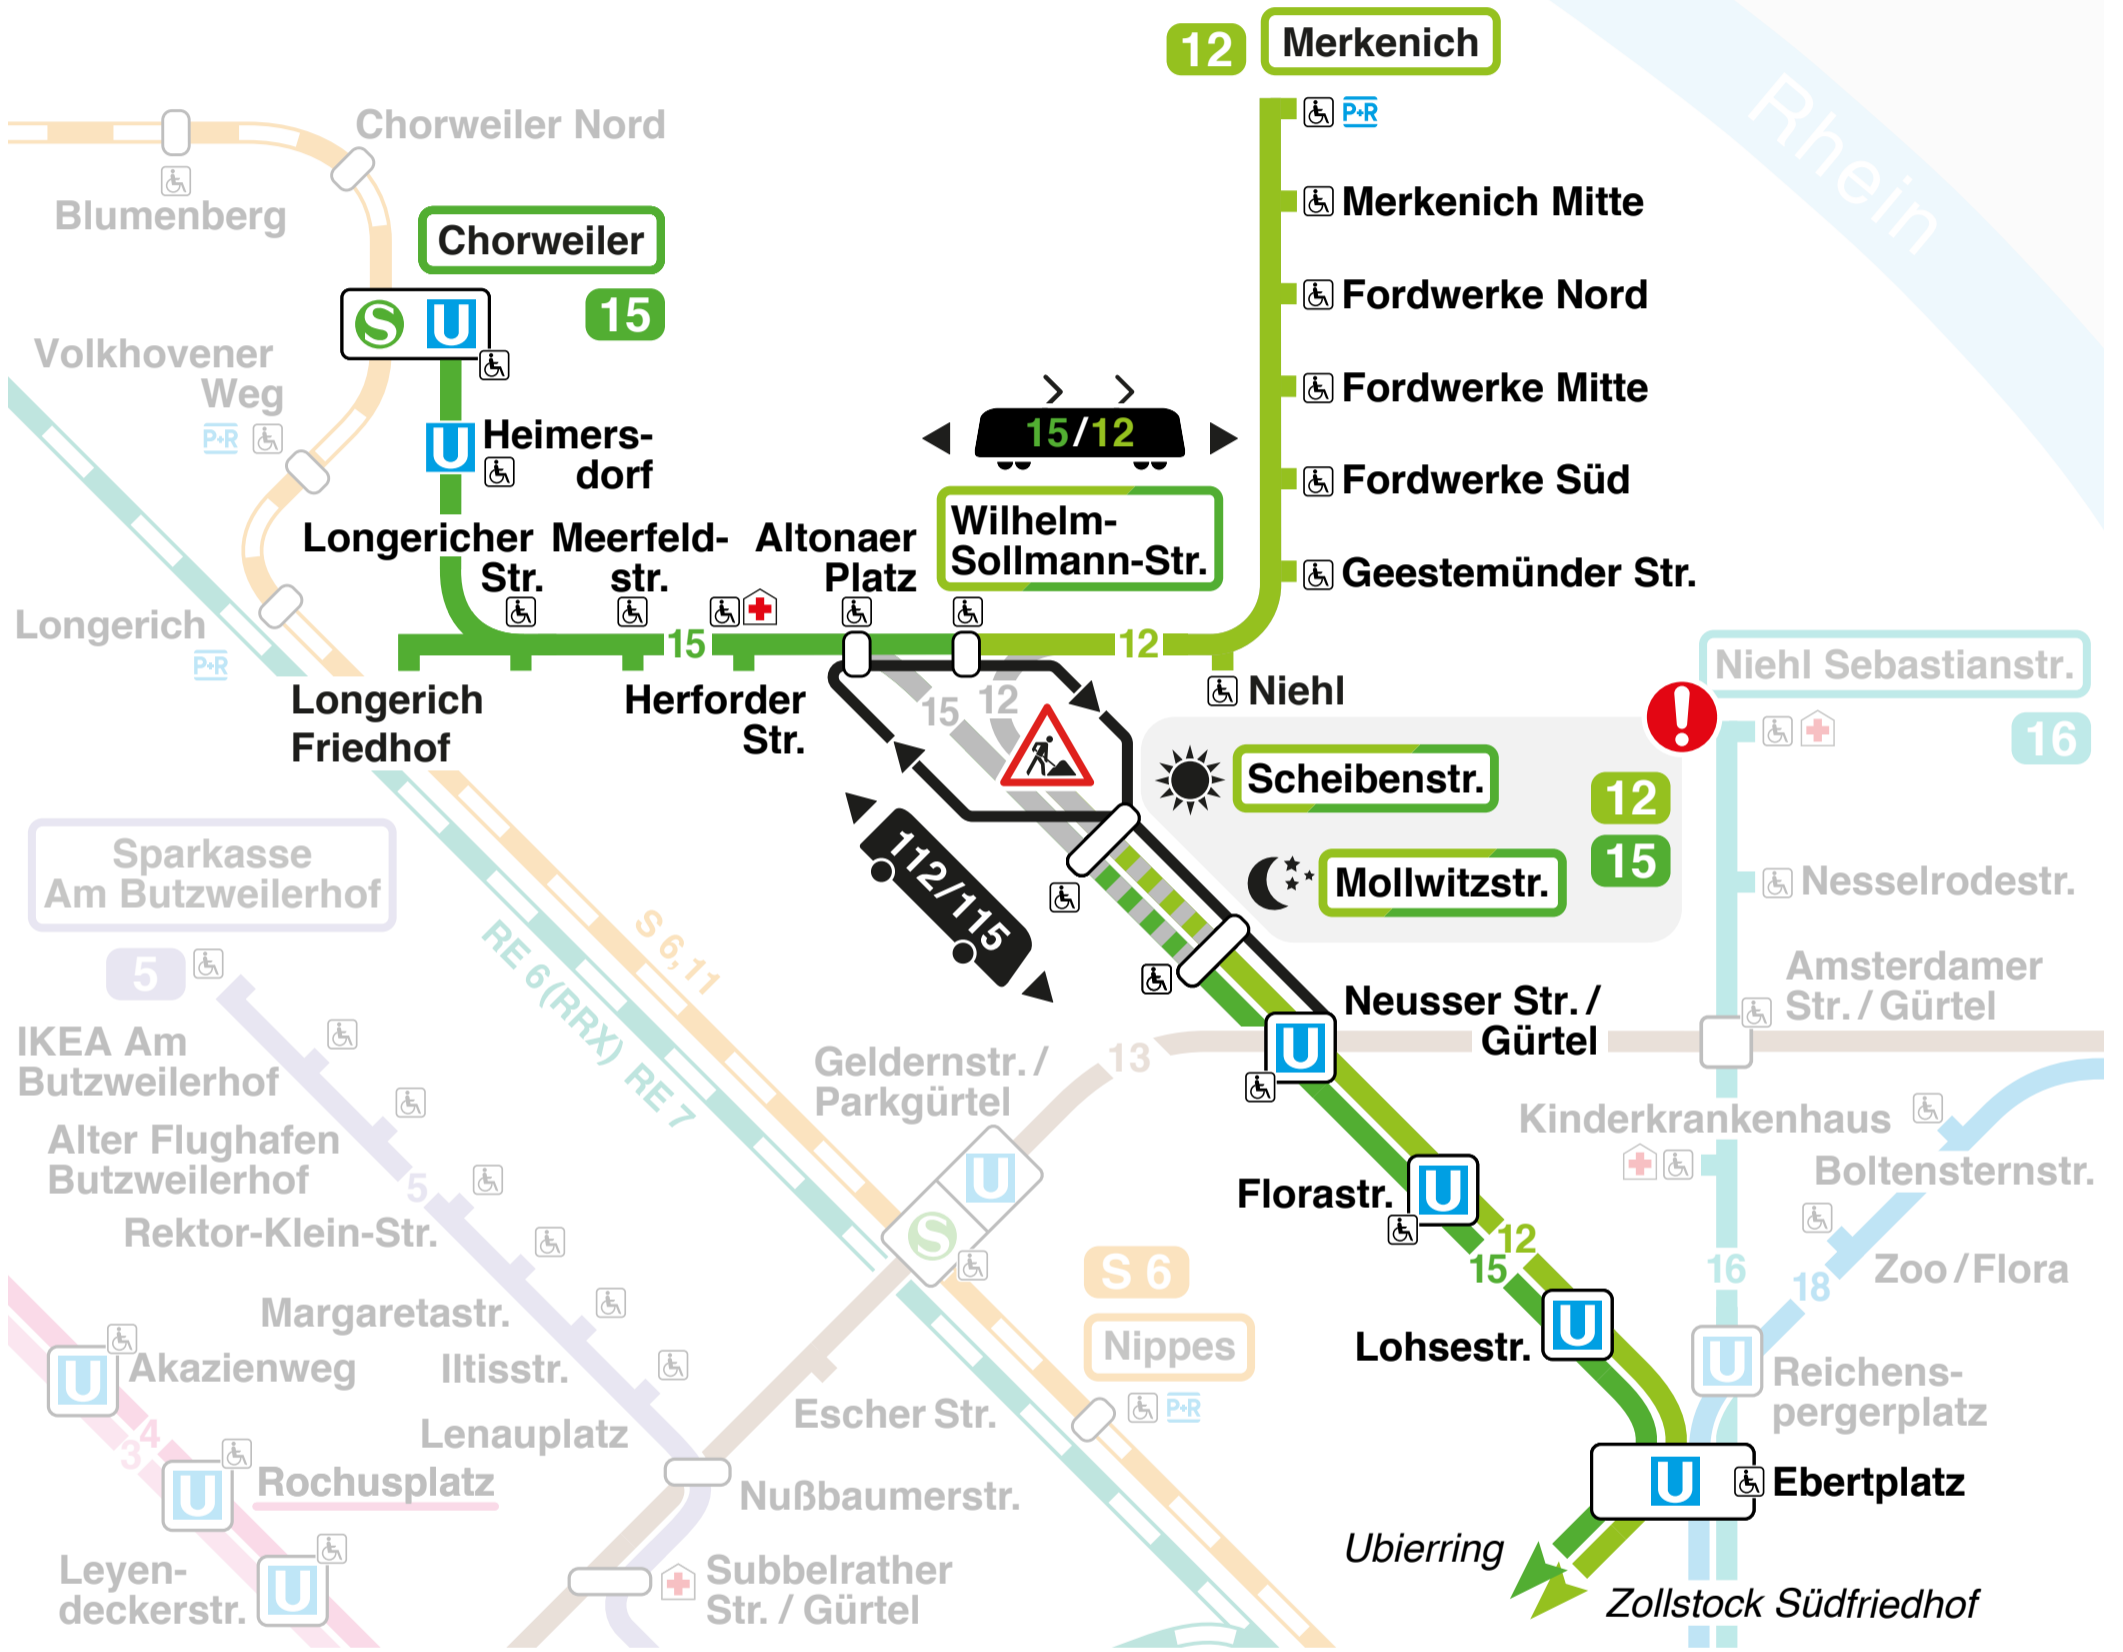 12
Merkenich
P+R
Rhein
Chorweiler Nord
Blumenberg
Merkenich Mitte
Chorweiler
15
S
U
Fordwerke Nord
Volkhovener
Weg
P+R
Fordwerke Mitte
15/12
U
Heimers-
dorf
Fordwerke Süd
Longericher
Str.
Meerfeld-
str.
Altonaer
Platz
Wilhelm-
Sollmann-Str.
Geestemünder Str.
Longerich
P+R
15
12
Niehl Sebastianstr.
16
Longerich
Friedhof
Herforder
Str.
15
12
Niehl
!
Scheibenstr.
12
Mollwitzstr.
15
112/115
Sparkasse
Am Butzweilerhof
5
S 6,11
RE 6(RRX) RE 7
Nesselrodestr.
Amsterdamer
Str. / Gürtel
Neusser Str. /
Gürtel
U
IKEA Am
Butzweilerhof
Geldernstr. /
Parkgürtel
13
U
S
Alter Flughafen
Butzweilerhof
5
Kinderkrankenhaus
Boltensternstr.
Rektor-Klein-Str.
Florastr.
U
12
15
16
18
Zoo / Flora
S 6
Nippes
P+R
Margaretastr.
Lohsestr.
U
U
Reichens-
pergerplatz
U
Akazienweg
Iltisstr.
Escher Str.
4
3
Lenauplatz
U
Rochusplatz
Nußbaumerstr.
U
Ebertplatz
Ubierring
Zollstock Südfriedhof
Leyen-
deckerstr.
U
Subbelrather
Str. / Gürtel